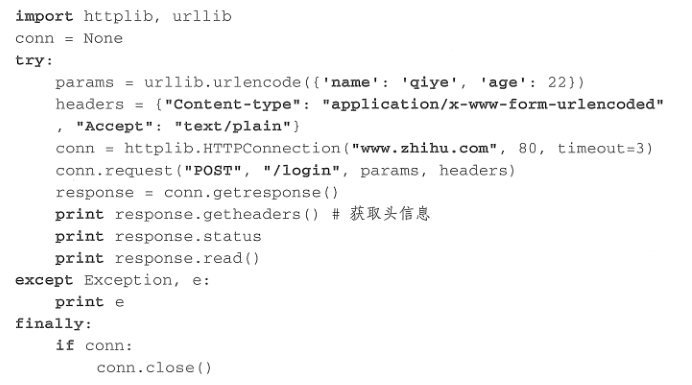 import httplib, urllib
conn = None
try:
    params = urllib.urlencode({'name': 'qiye', 'age': 22})
    headers = {"Content-type": "application/x-www-form-urlencoded"
    , "Accept": "text/plain"}
    conn = httplib.HTTPConnection("www.zhihu.com", 80, timeout=3)
    conn.request("POST", "/login", params, headers)
    response = conn.getresponse()
    print response.getheaders() # 获取头信息
    print response.status
    print response.read()
except Exception, e:
    print e
finally:
    if conn:
        conn.close()